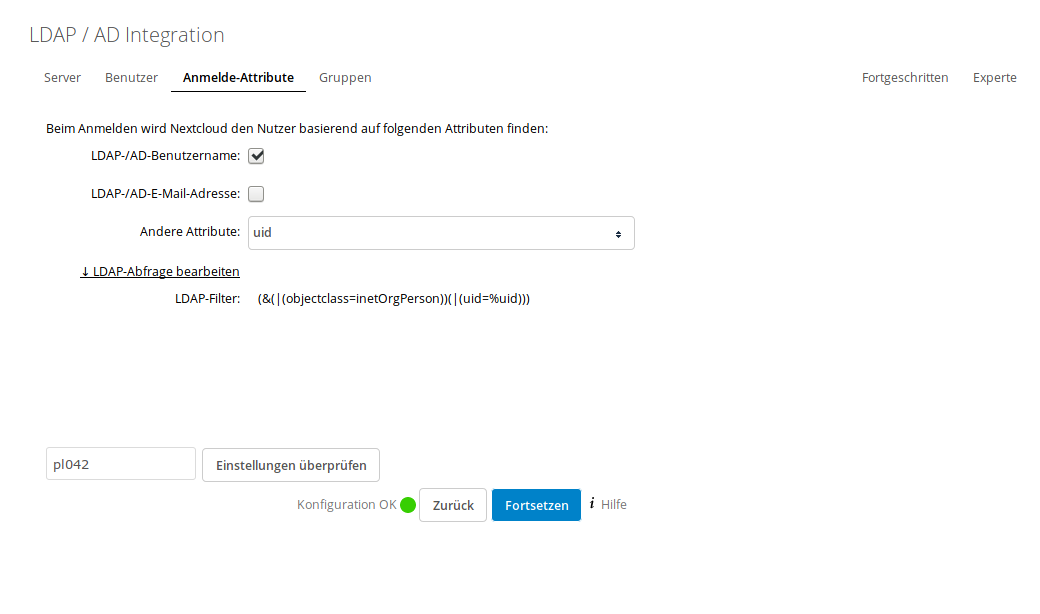 LDAP / AD Integration
Server Benutzer Anmelde-Attribute Gruppen Fortgeschritten Experte
Beim Anmelden wird Nextcloud den Nutzer basierend auf folgenden Attributen finden:
LDAP-/AD-Benutzername:
LDAP-/AD-E-Mail-Adresse:
Andere Attribute: uid
↓ LDAP-Abfrage bearbeiten
LDAP-Filter: (&(|(objectclass=inetOrgPerson))(|(uid=%uid)))
pl042 Einstellungen überprüfen
Konfiguration OK Zurück Fortsetzen i Hilfe